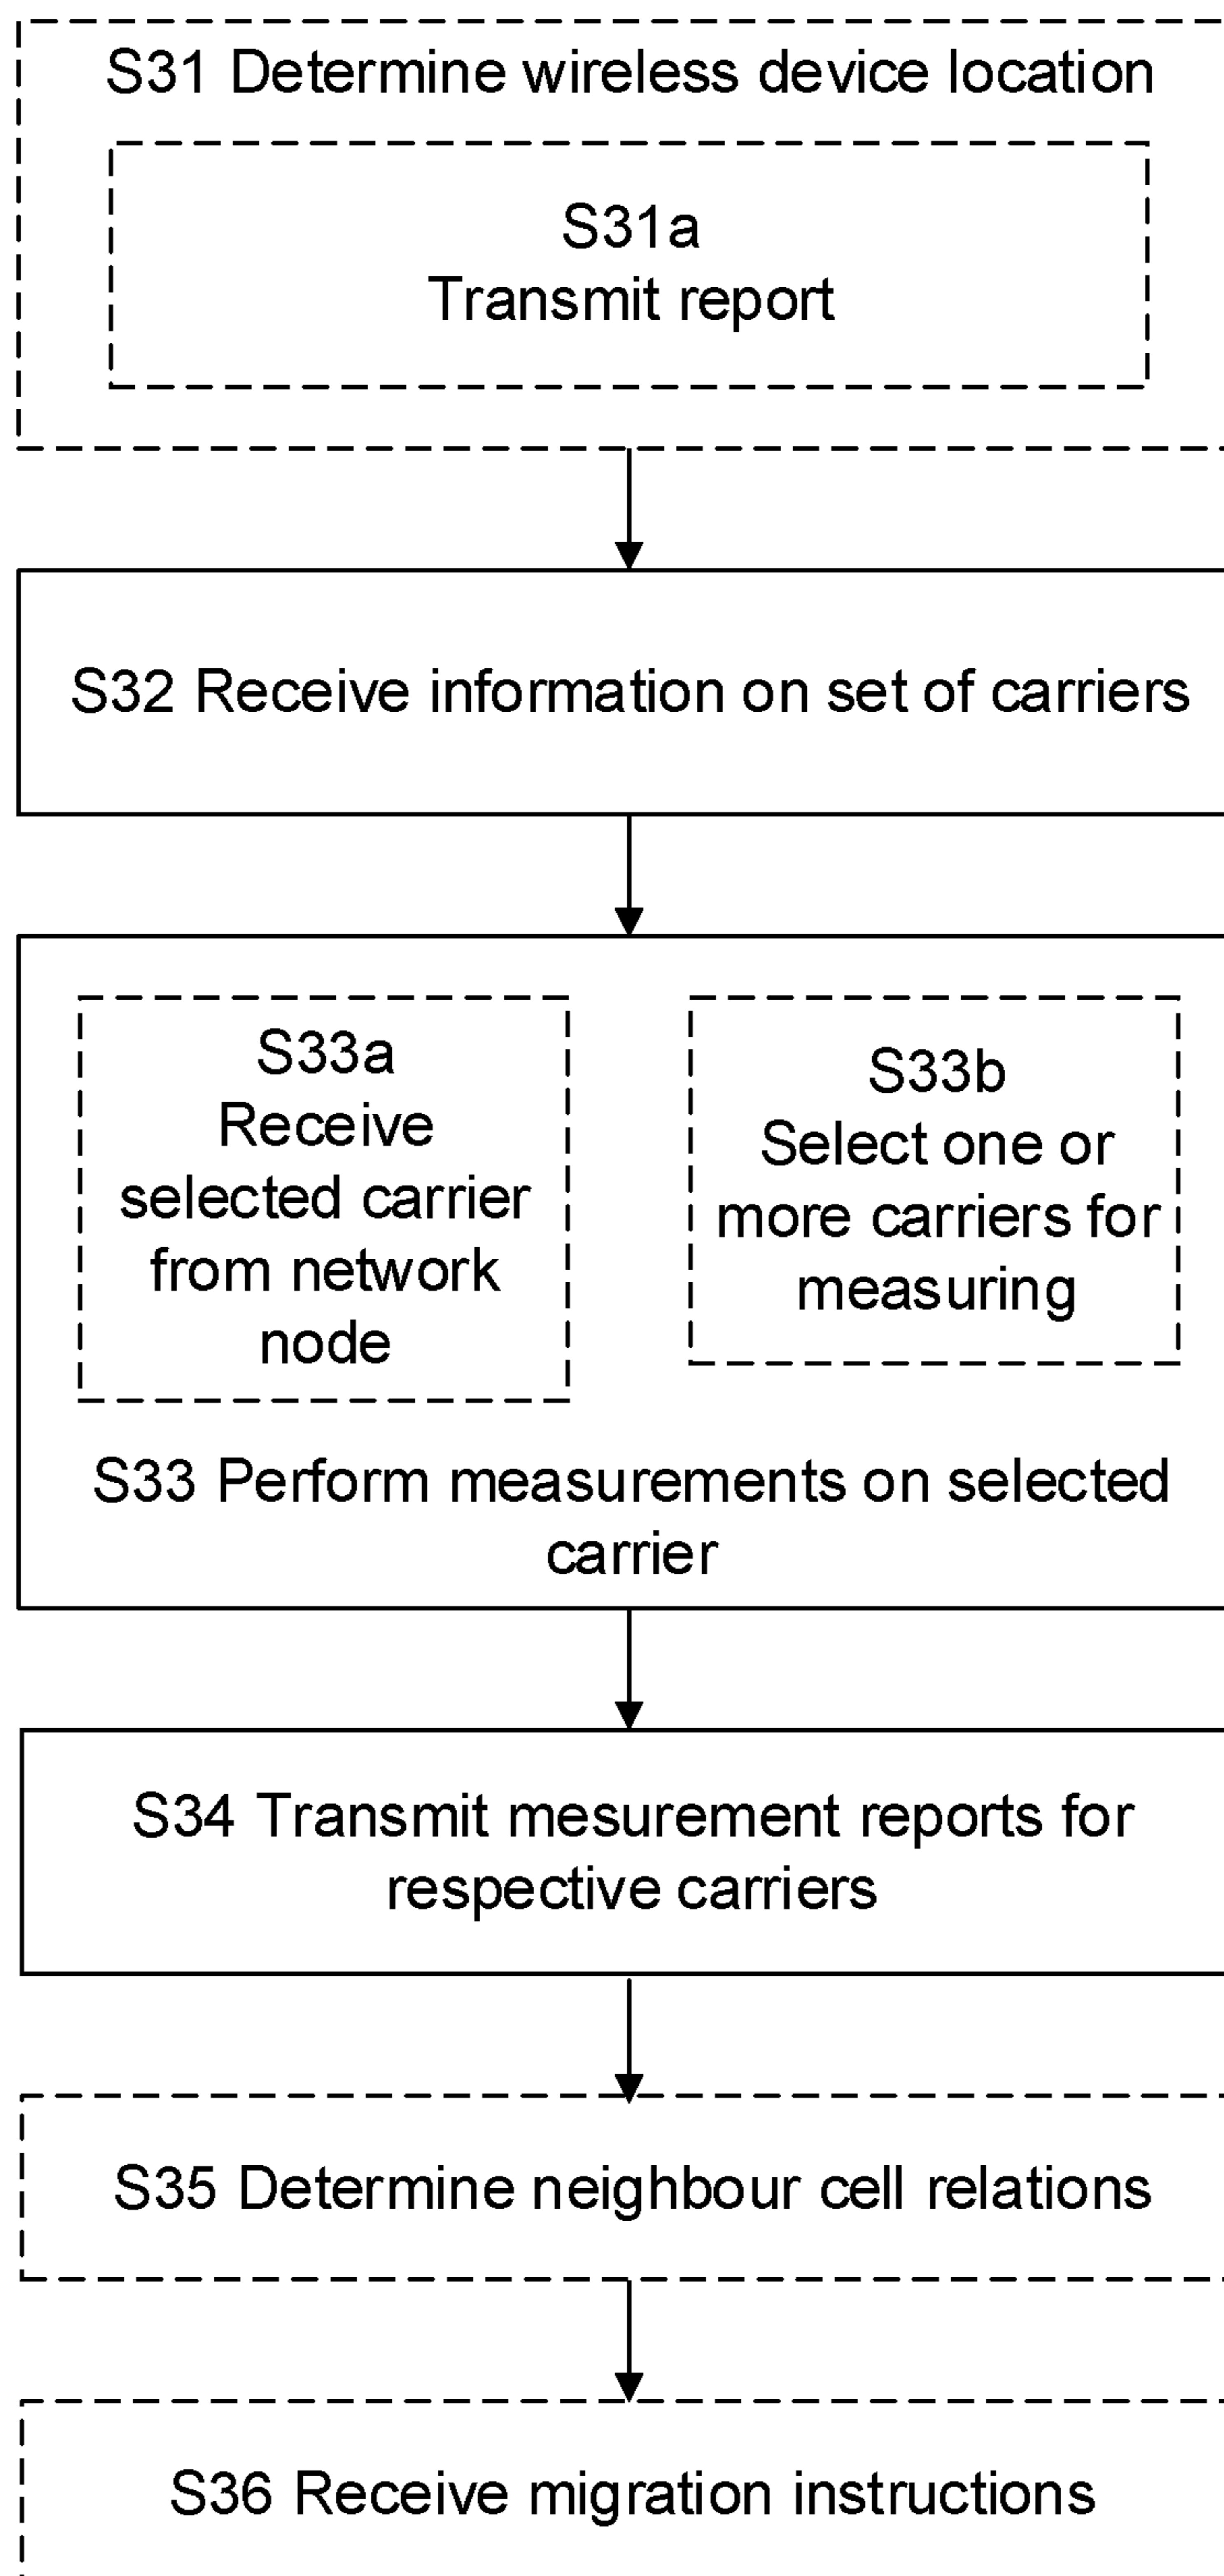 S31 Determine wireless device location
S31a
Transmit report
S32 Receive information on set of carriers
S33a
Receive
selected carrier
from network
node
S33b
Select one or
more carriers for
measuring
S33 Perform measurements on selected
carrier
S34 Transmit mesurement reports for
respective carriers
S35 Determine neighbour cell relations
S36 Receive migration instructions